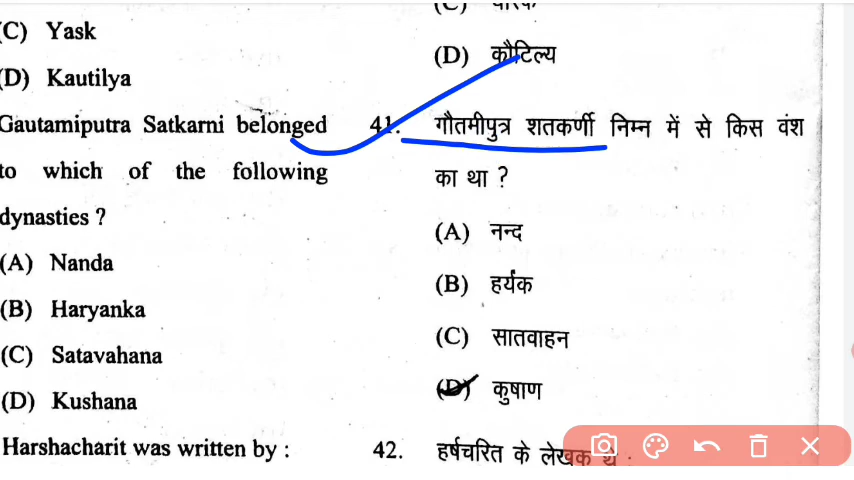 (C) Yask
(D) Kautilya
Gautamiputra Satkarni belonged
to which of the following
dynasties ?
(A) Nanda
(B) Haryanka
(C) Satavahana
(D) Kushana
Harshacharit was written by :
(C)
(D) कौटिल्य
41. गौतमीपुत्र शतकर्णी निम्न में से किस वंश
का था ?
(A) नन्द
(B) हर्यंक
(C) सातवाहन
(D) कुषाण
42. हर्षचरित के लेखक थे :